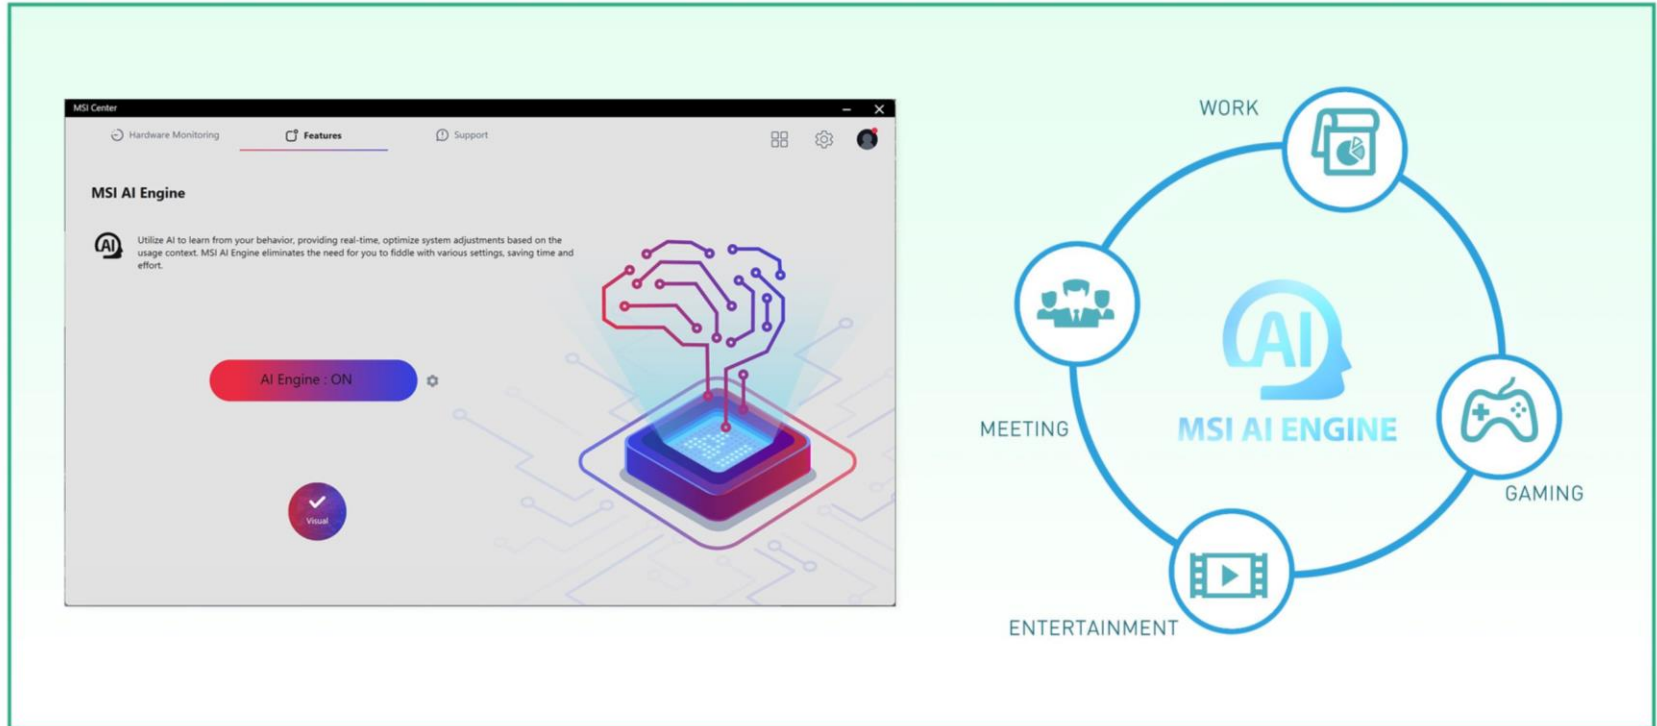 MSI Center
Hardware Monitoring
Features
Support
MSI AI Engine
AI
Utilize AI to learn from your behavior, providing real-time, optimize system adjustments based on the
usage context. MSI AI Engine eliminates the need for you to fiddle with various settings, saving time and
effort.
AI Engine : ON
Visual
WORK
MEETING
AI
MSI AI ENGINE
GAMING
ENTERTAINMENT